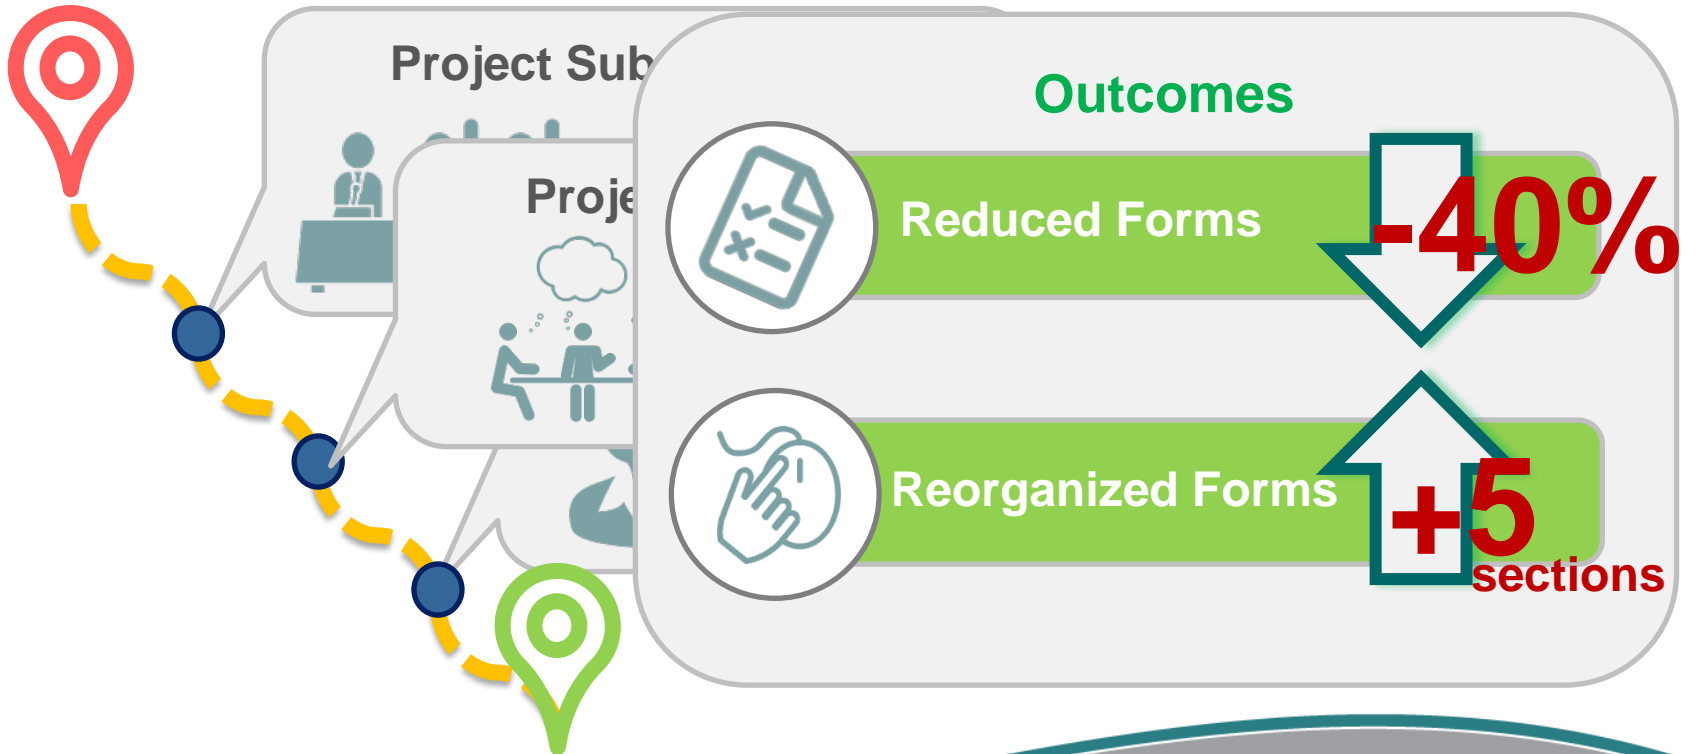 Project Sub
Proje
Outcomes
Reduced Forms
-40%
Reorganized Forms
+5
sections